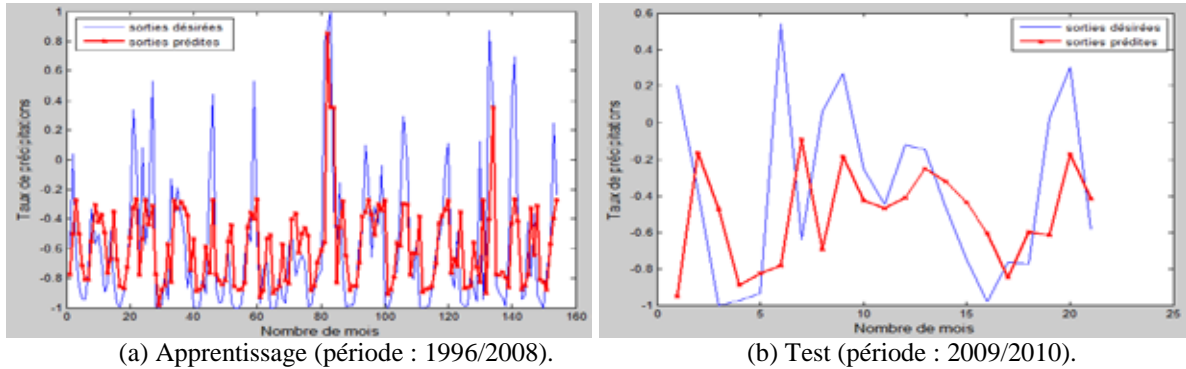 sorties désirées
sorties prédites
Taux de précipitations
1
0.8
0.6
0.4
0.2
0
-0.2
-0.4
-0.6
-0.8
-1
0 20 40 60 80 100 120 140 160
Nombre de mois
(a) Apprentissage (période : 1996/2008).
sorties désirées
sorties prédites
Taux de précipitations
0.6
0.4
0.2
0
-0.2
-0.4
-0.6
-0.8
-1
0 5 10 15 20 25
Nombre de mois
(b) Test (période : 2009/2010).